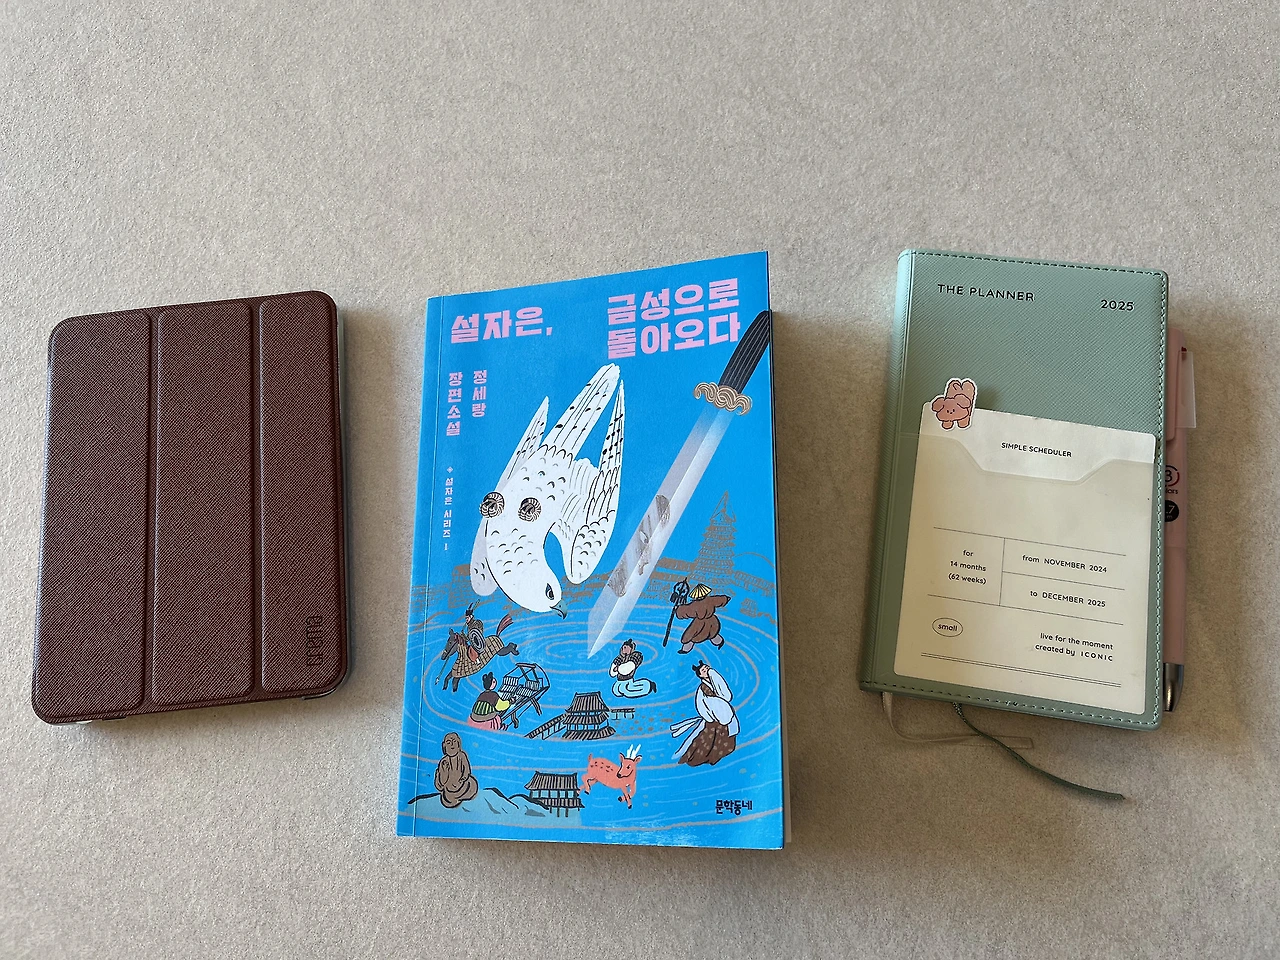 crema
설자은,
금성으로
돌아오다
정세랑
장편소설
✦ 설자은 시리즈 1
문학동네
THE PLANNER 2025
SIMPLE SCHEDULER
for
14 months
(62 weeks)
from NOVEMBER 2024
to DECEMBER 2025
small
live for the moment
created by ICONIC
3